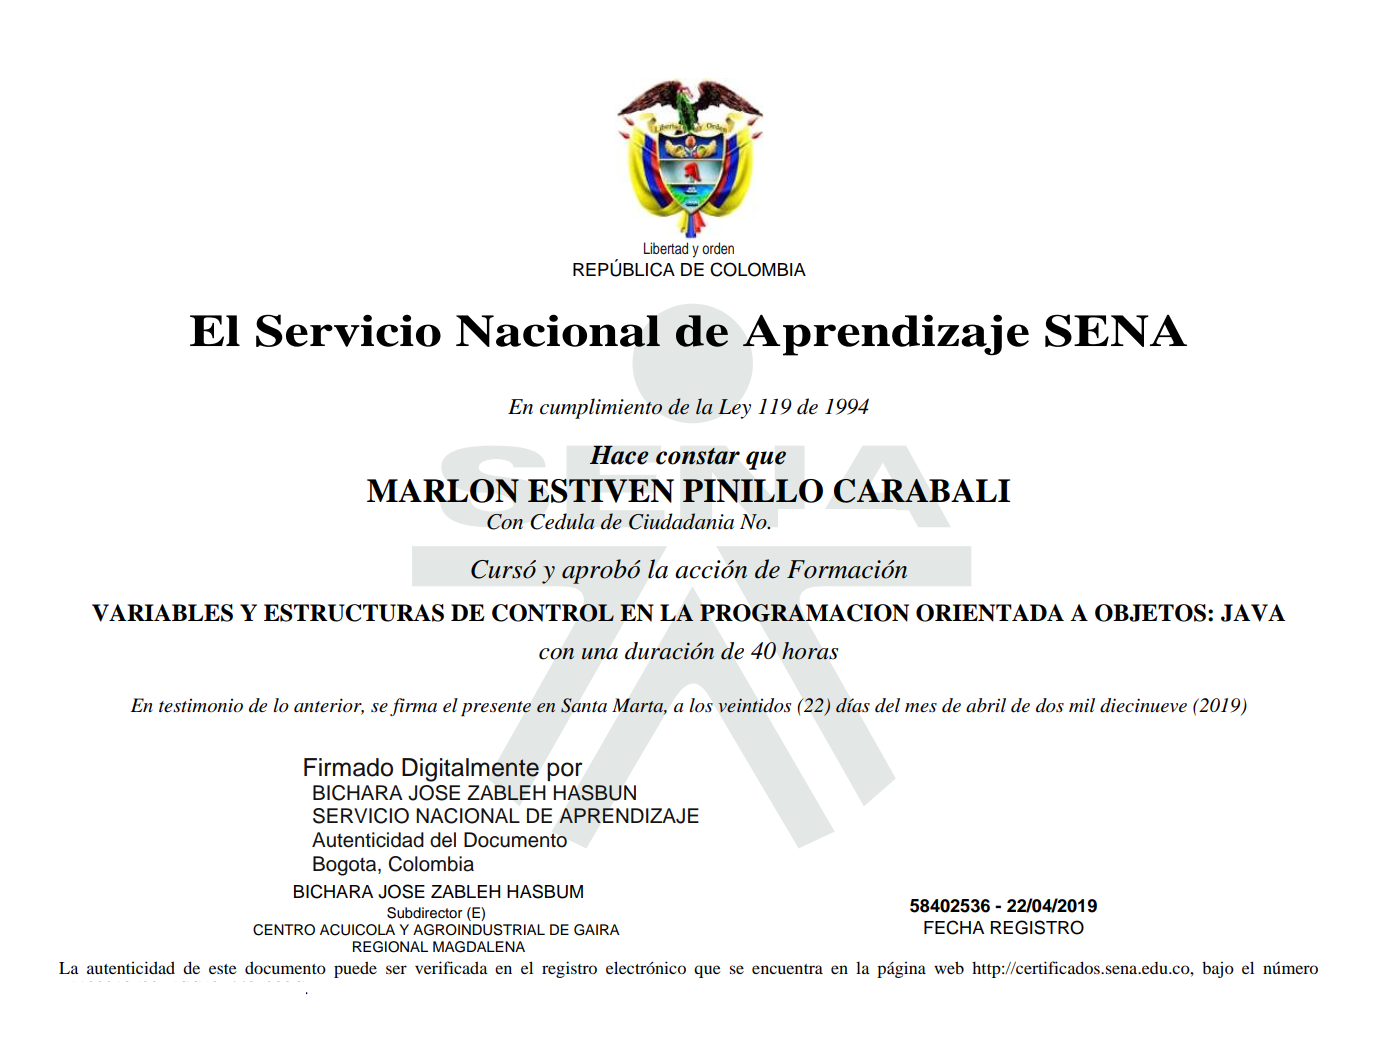 Libertad y Orden
Libertad y orden
REPÚBLICA DE COLOMBIA
El Servicio Nacional de Aprendizaje SENA
En cumplimiento de la Ley 119 de 1994
SENA
Hace constar que
MARLON ESTIVEN PINILLO CARABALI
Con Cedula de Ciudadania No.
Cursó y aprobó la acción de Formación
VARIABLES Y ESTRUCTURAS DE CONTROL EN LA PROGRAMACION ORIENTADA A OBJETOS: JAVA
con una duración de 40 horas
En testimonio de lo anterior, se firma el presente en Santa Marta, a los veintidos (22) días del mes de abril de dos mil diecinueve (2019)
Firmado Digitalmente por
BICHARA JOSE ZABLEH HASBUN
SERVICIO NACIONAL DE APRENDIZAJE
Autenticidad del Documento
Bogota, Colombia
BICHARA JOSE ZABLEH HASBUM
Subdirector (E)
CENTRO ACUICOLA Y AGROINDUSTRIAL DE GAIRA
REGIONAL MAGDALENA
58402536 - 22/04/2019
FECHA REGISTRO
La autenticidad de este documento puede ser verificada en el registro electrónico que se encuentra en la página web http://certificados.sena.edu.co, bajo el número
.